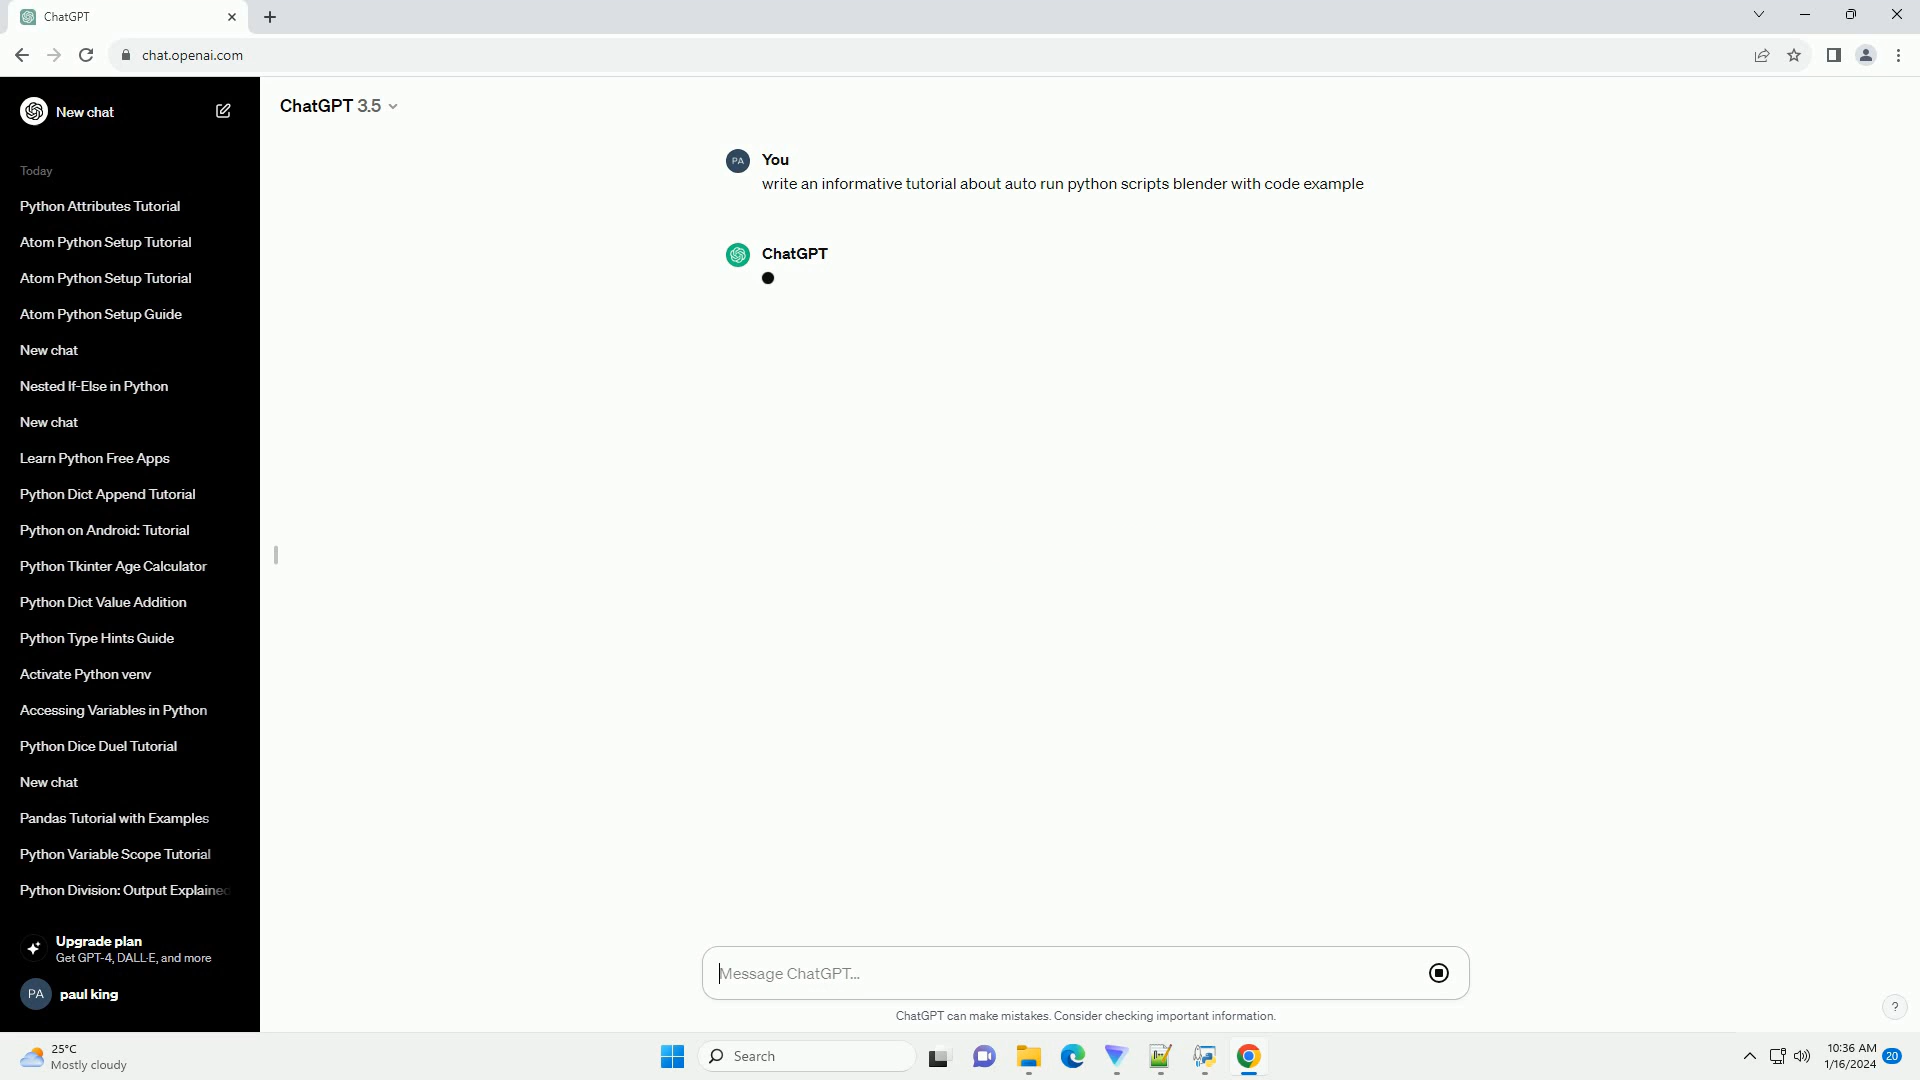 ChatGPT
chat.openai.com
New chat
Today
Python Attributes Tutorial
Atom Python Setup Tutorial
Atom Python Setup Tutorial
Atom Python Setup Guide
New chat
Nested If-Else in Python
New chat
Learn Python Free Apps
Python Dict Append Tutorial
Python on Android: Tutorial
Python Tkinter Age Calculator
Python Dict Value Addition
Python Type Hints Guide
Activate Python venv
Accessing Variables in Python
Python Dice Duel Tutorial
New chat
Pandas Tutorial with Examples
Python Variable Scope Tutorial
Python Division: Output Explained
Upgrade plan
Get GPT-4, DALL·E, and more
PA paul king
ChatGPT 3.5
PA You
write an informative tutorial about auto run python scripts blender with code example
ChatGPT
Message ChatGPT...
ChatGPT can make mistakes. Consider checking important information.
?
25°C
Mostly cloudy
Search
10:36 AM
1/16/2024
20